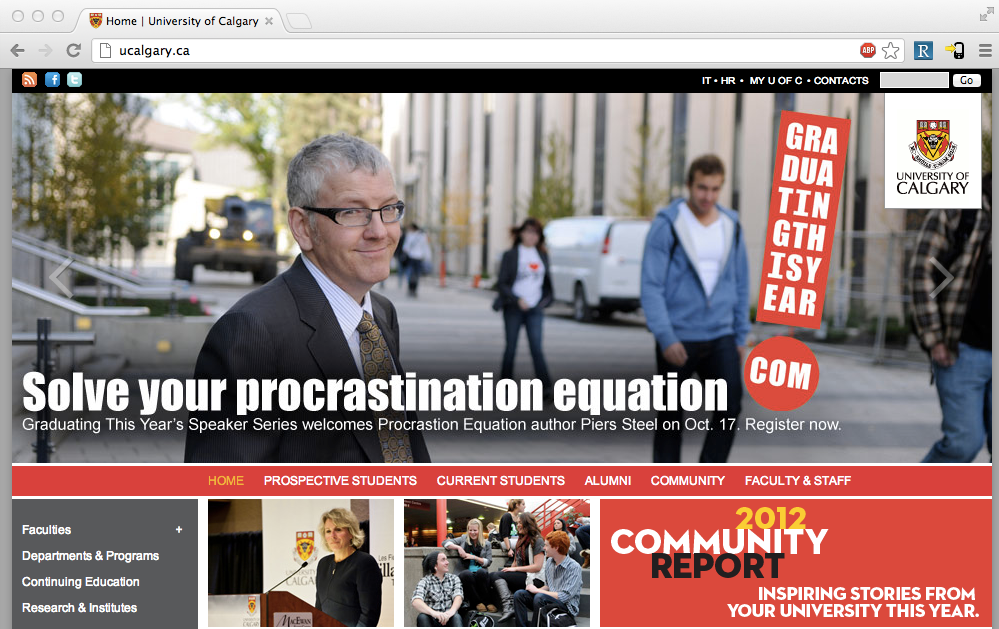 Home | University of Calgary
ucalgary.ca
ABP
R
IT • HR • MY U OF C • CONTACTS
Go
GRA
DUA
TIN
GTH
ISY
EAR
COM
UNIVERSITY OF
CALGARY
Solve your procrastination equation
Graduating This Year's Speaker Series welcomes Procrastion Equation author Piers Steel on Oct. 17. Register now.
HOME PROSPECTIVE STUDENTS CURRENT STUDENTS ALUMNI COMMUNITY FACULTY & STAFF
Faculties +
Departments & Programs
Continuing Education
Research & Institutes
UNIVERSITY OF
CALGARY
MACEWAN
2012
COMMUNITY
REPORT
INSPIRING STORIES FROM
YOUR UNIVERSITY THIS YEAR.